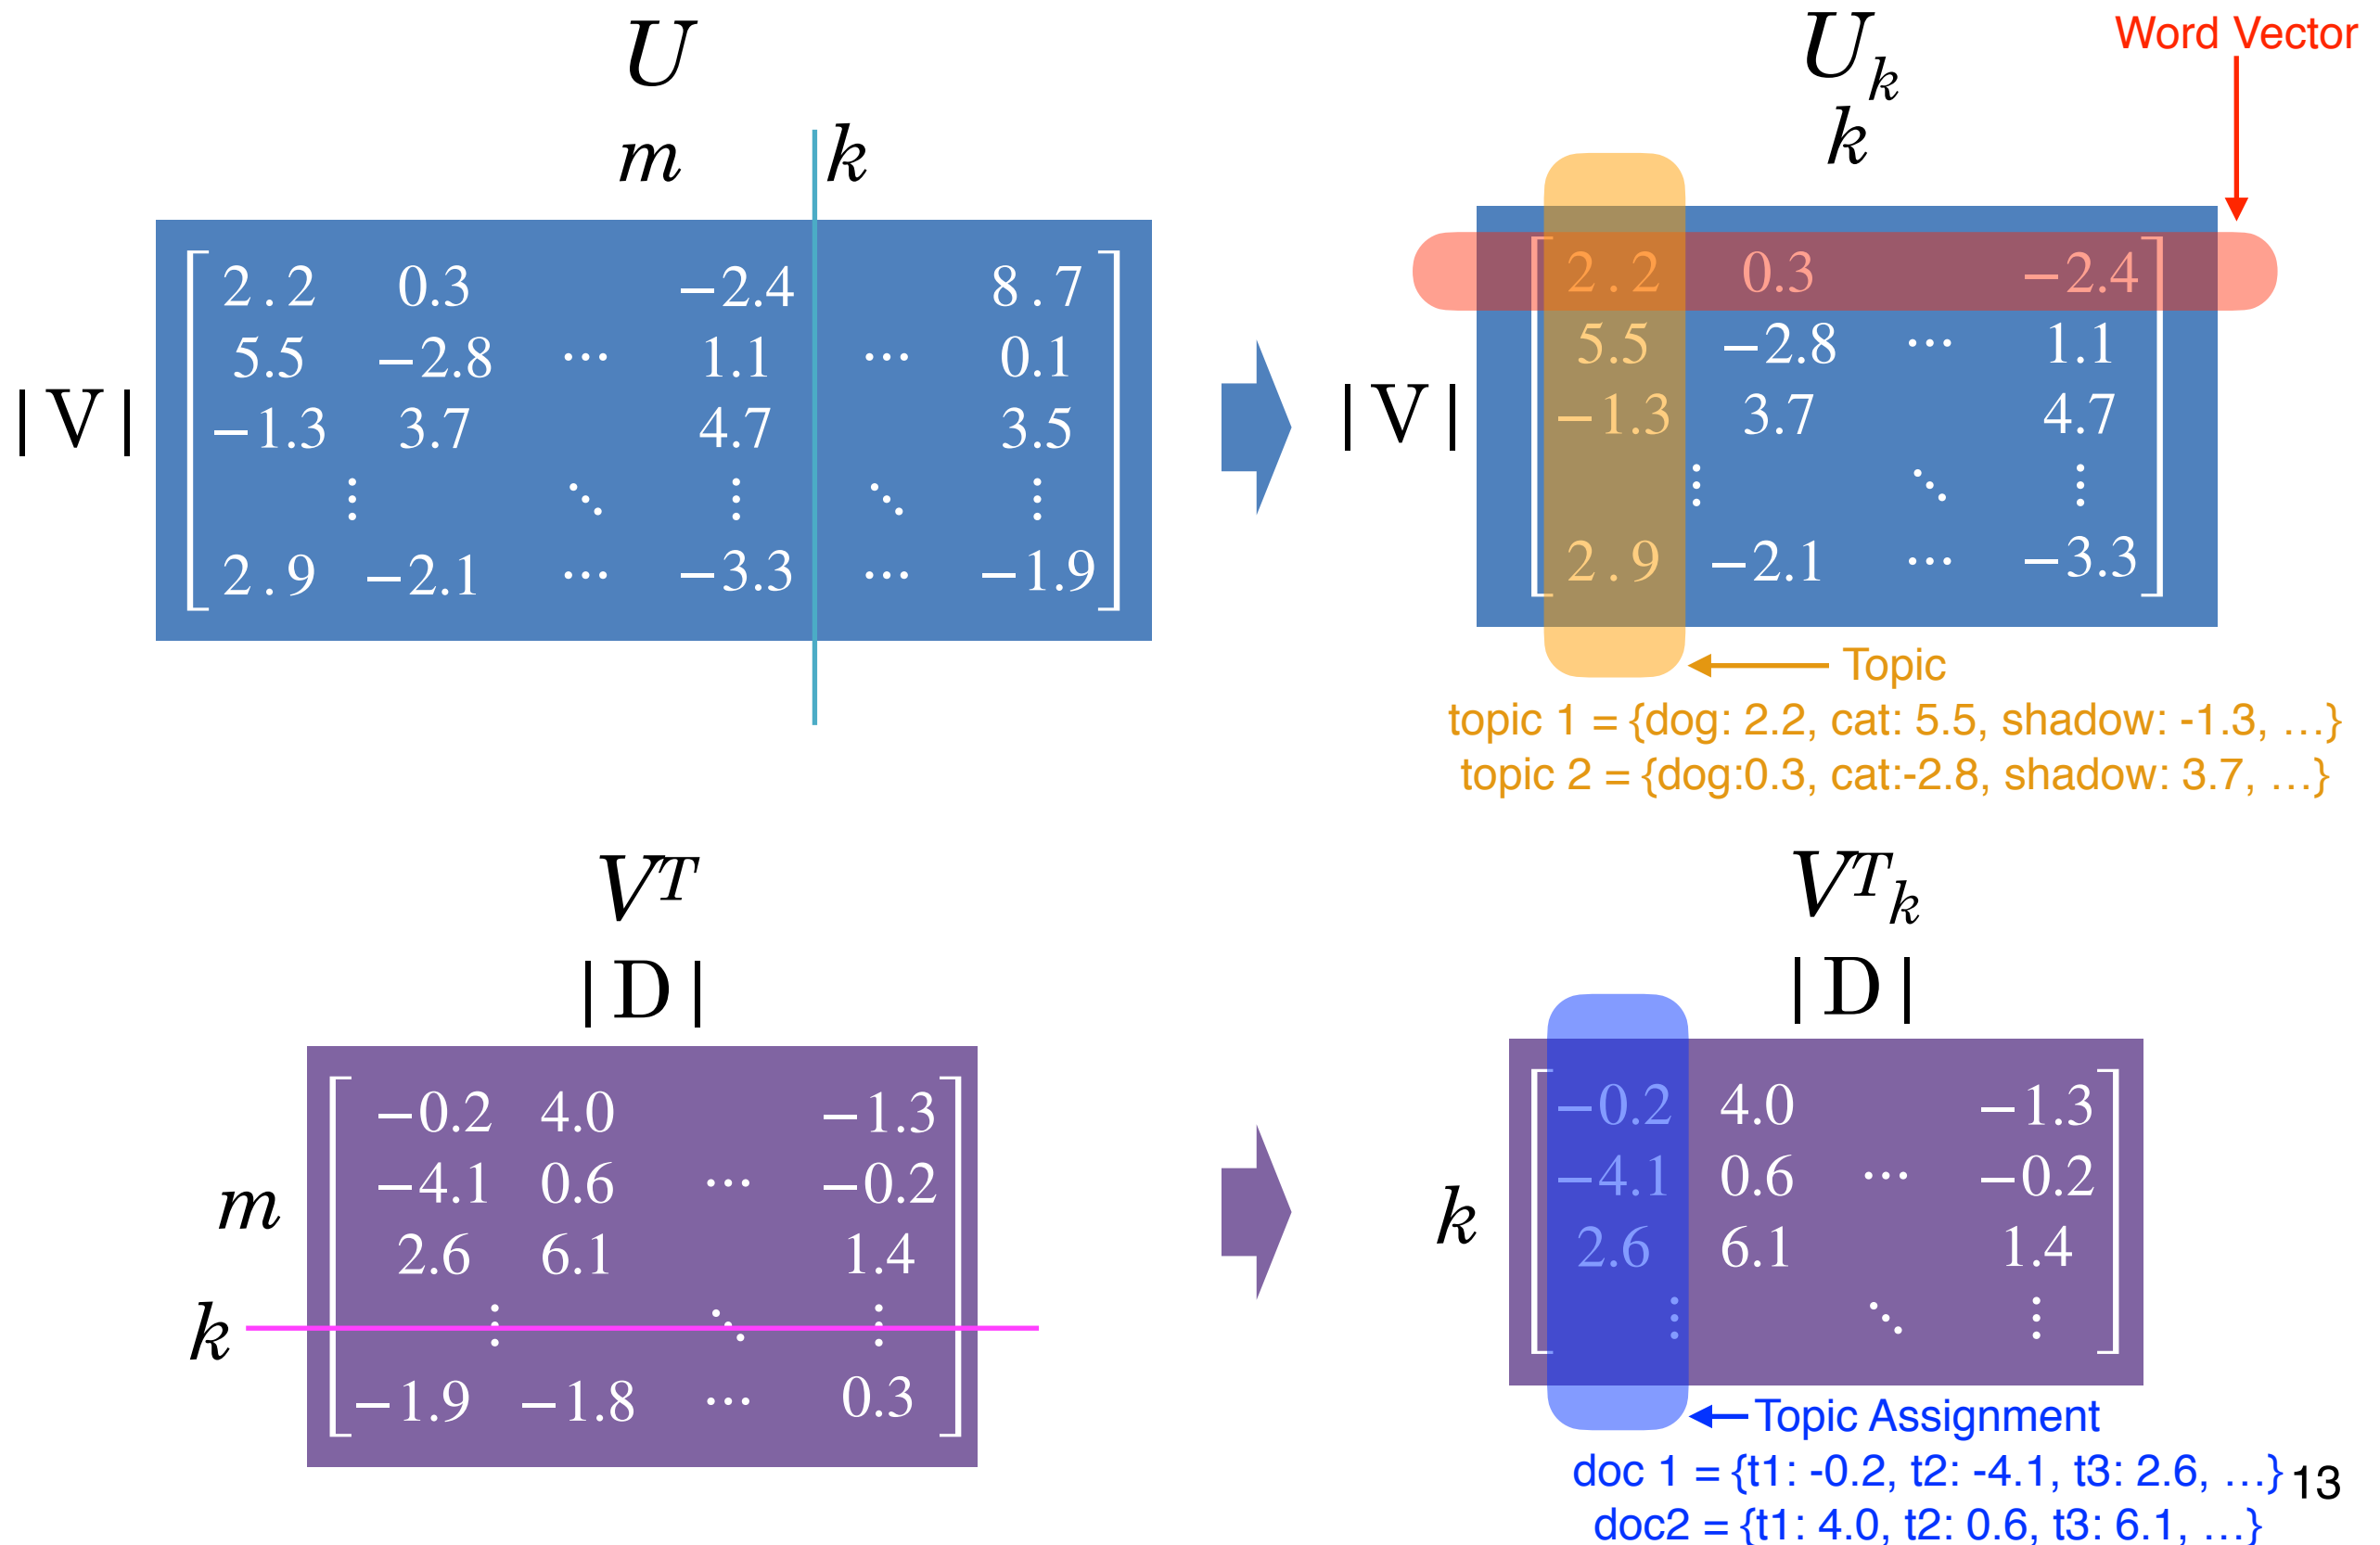 U
m k
|V|
2.2 0.3 −2.4 8.7
5.5 −2.8 ⋯ 1.1 ⋯ 0.1
−1.3 3.7 4.7 3.5
⋮ ⋱ ⋮ ⋱ ⋮
2.9 −2.1 ⋯ −3.3 ⋯ −1.9
Uk
k
Word Vector
|V|
2.2 0.3 −2.4
5.5 −2.8 ⋯ 1.1
−1.3 3.7 4.7
⋮ ⋱ ⋮
2.9 −2.1 ⋯ −3.3
Topic
topic 1 = {dog: 2.2, cat: 5.5, shadow: -1.3, …}
topic 2 = {dog:0.3, cat:-2.8, shadow: 3.7, …}
VT
|D|
m
k
−0.2 4.0 −1.3
−4.1 0.6 ⋯ −0.2
2.6 6.1 1.4
⋮ ⋱ ⋮
−1.9 −1.8 ⋯ 0.3
VTk
|D|
k
−0.2 4.0 −1.3
−4.1 0.6 ⋯ −0.2
2.6 6.1 1.4
⋮ ⋱ ⋮
Topic Assignment
doc 1 = {t1: -0.2, t2: -4.1, t3: 2.6, …}
doc2 = {t1: 4.0, t2: 0.6, t3: 6.1, …}
13